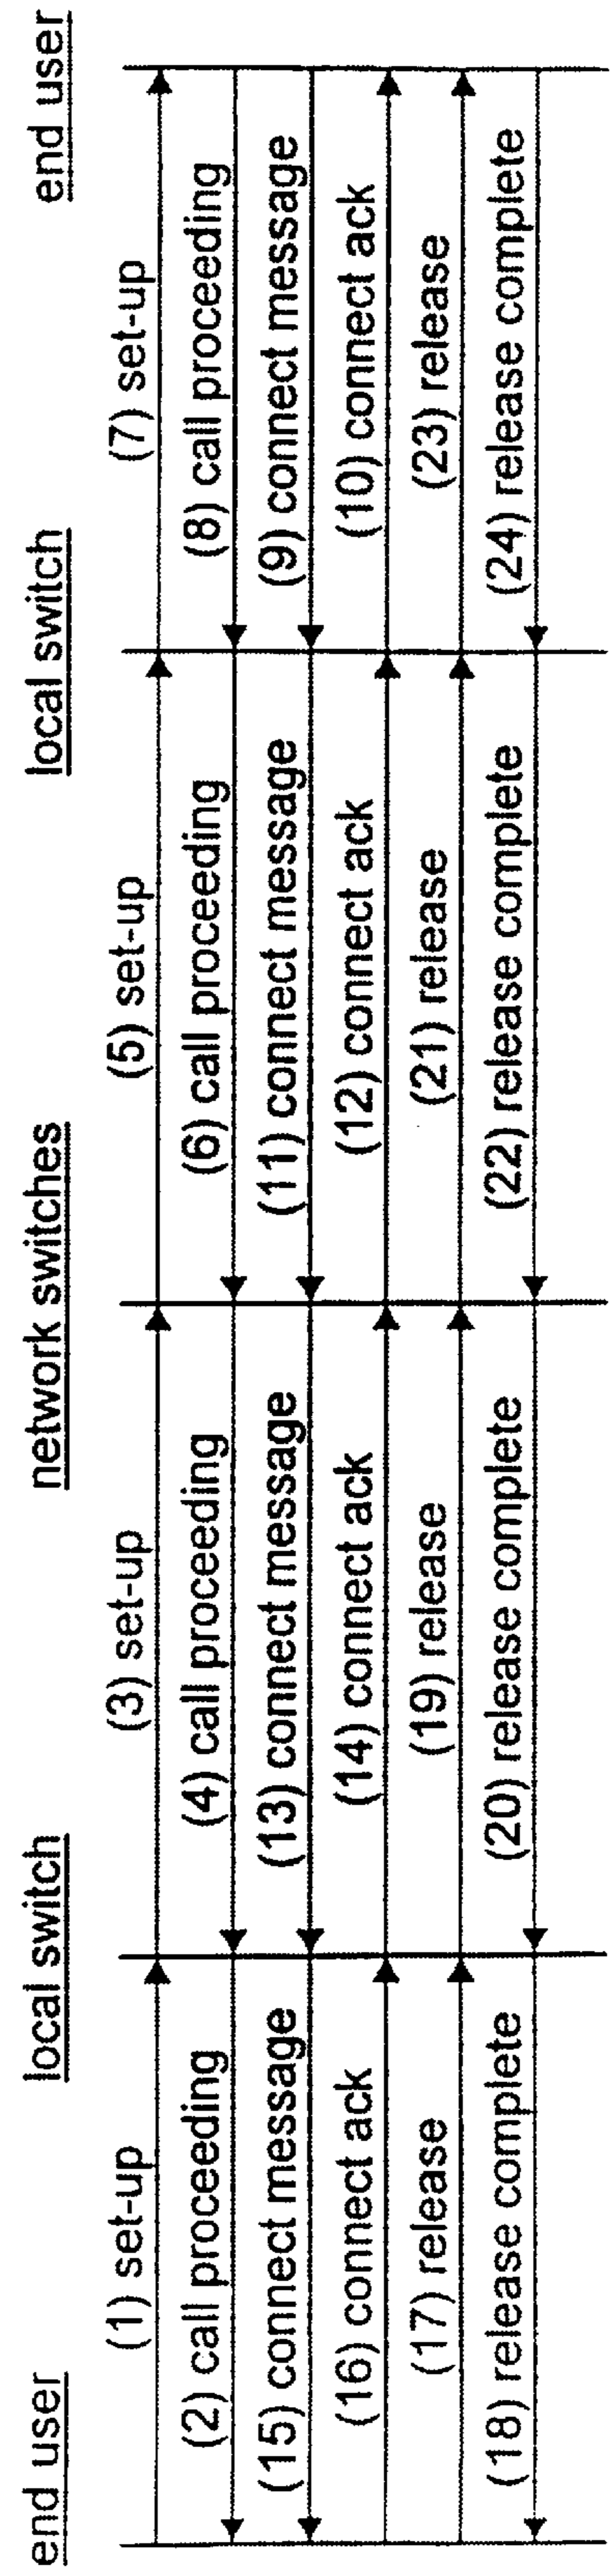 end user
local switch
network switches
local switch
end user
(1) set-up
(3) set-up
(5) set-up
(7) set-up
(2) call proceeding
(4) call proceeding
(6) call proceeding
(8) call proceeding
(15) connect message
(13) connect message
(11) connect message
(9) connect message
(16) connect ack
(14) connect ack
(12) connect ack
(10) connect ack
(17) release
(19) release
(21) release
(23) release
(18) release complete
(20) release complete
(22) release complete
(24) release complete